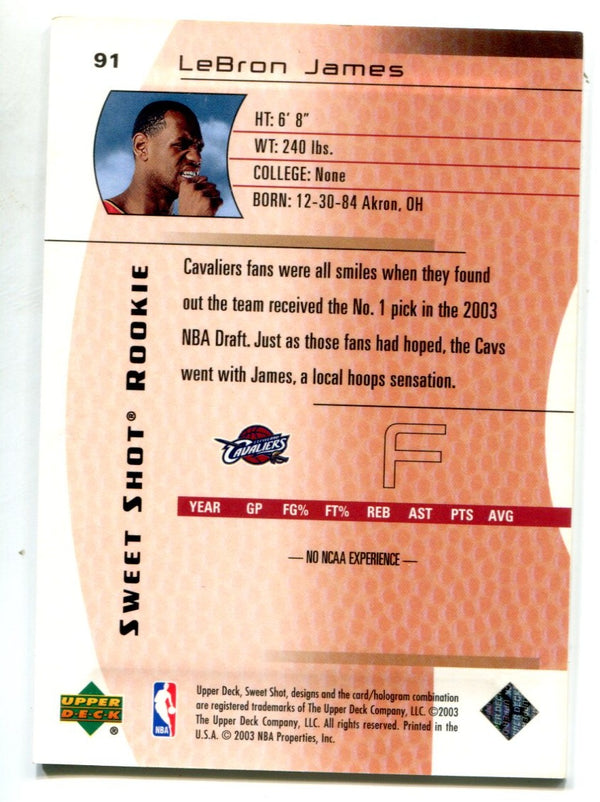 91
LeBron James
HT: 6' 8"
WT: 240 lbs.
COLLEGE: None
BORN: 12-30-84 Akron, OH
Cavaliers fans were all smiles when they found
out the team received the No. 1 pick in the 2003
NBA Draft. Just as those fans had hoped, the Cavs
went with James, a local hoops sensation.
SWEET SHOT® ROOKIE
CAVALIERS
F
YEAR GP FG% FT% REB AST PTS AVG
— NO NCAA EXPERIENCE —
UPPER
DECK
®
NBA
Upper Deck, Sweet Shot, designs and the card/hologram combination
are registered trademarks of The Upper Deck Company, LLC. ©2003
The Upper Deck Company, LLC. All rights reserved. Printed in the
U.S.A. © 2003 NBA Properties, Inc.